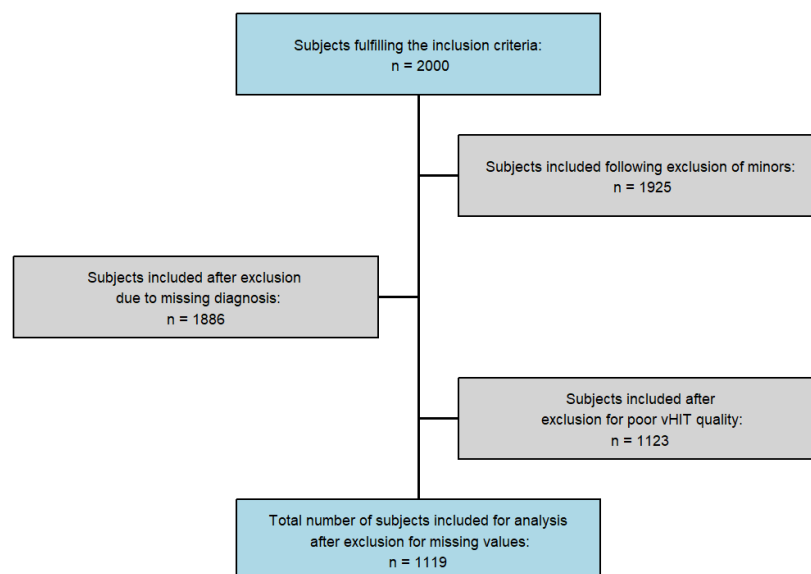 Subjects fulfilling the inclusion criteria:
n = 2000
Subjects included following exclusion of minors:
n = 1925
Subjects included after exclusion
due to missing diagnosis:
n = 1886
Subjects included after
exclusion for poor vHIT quality:
n = 1123
Total number of subjects included for analysis
after exclusion for missing values:
n = 1119